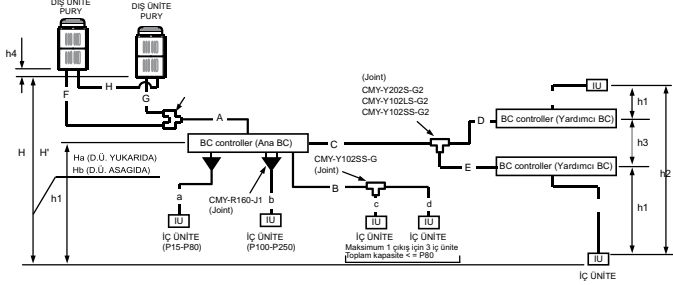 DIŞ ÜNİTE
PURY
DIŞ ÜNİTE
PURY
h4
F
H
G
A
(Joint)
CMY-Y202S-G2
CMY-Y102LS-G2
CMY-Y102SS-G2
IU
h1
D
BC controller (Yardımcı BC)
H
H'
BC controller (Ana BC)
C
h3
Ha (D.Ü. YUKARIDA)
Hb (D.Ü. ASAGIDA)
CMY-Y102SS-G
(Joint)
E
BC controller (Yardımcı BC)
h2
h1
a
CMY-R160-J1
(Joint)
b
B
c
d
h1
IU
IU
IU
IU
İÇ ÜNİTE
(P15-P80)
İÇ ÜNİTE
(P100-P250)
İÇ ÜNİTE
İÇ ÜNİTE
Maksimum 1 çıkış için 3 iç ünite
Toplam kapasite < = P80
IU
İÇ ÜNİTE